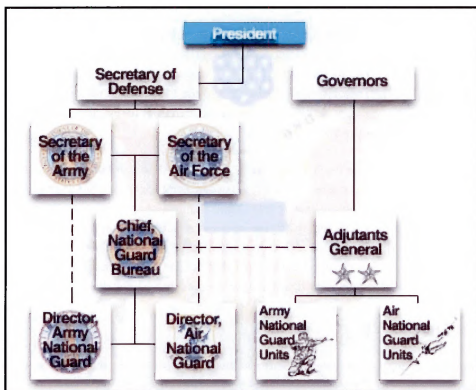 President
Secretary of
Defense
Governors
Secretary
of the
Army
Secretary
of the
Air Force
Chief,
National
Guard
Bureau
Adjutants
General
Director,
Army
National
Guard
Director,
Air
National
Guard
Army
National
Guard
Units
Air
National
Guard
Units